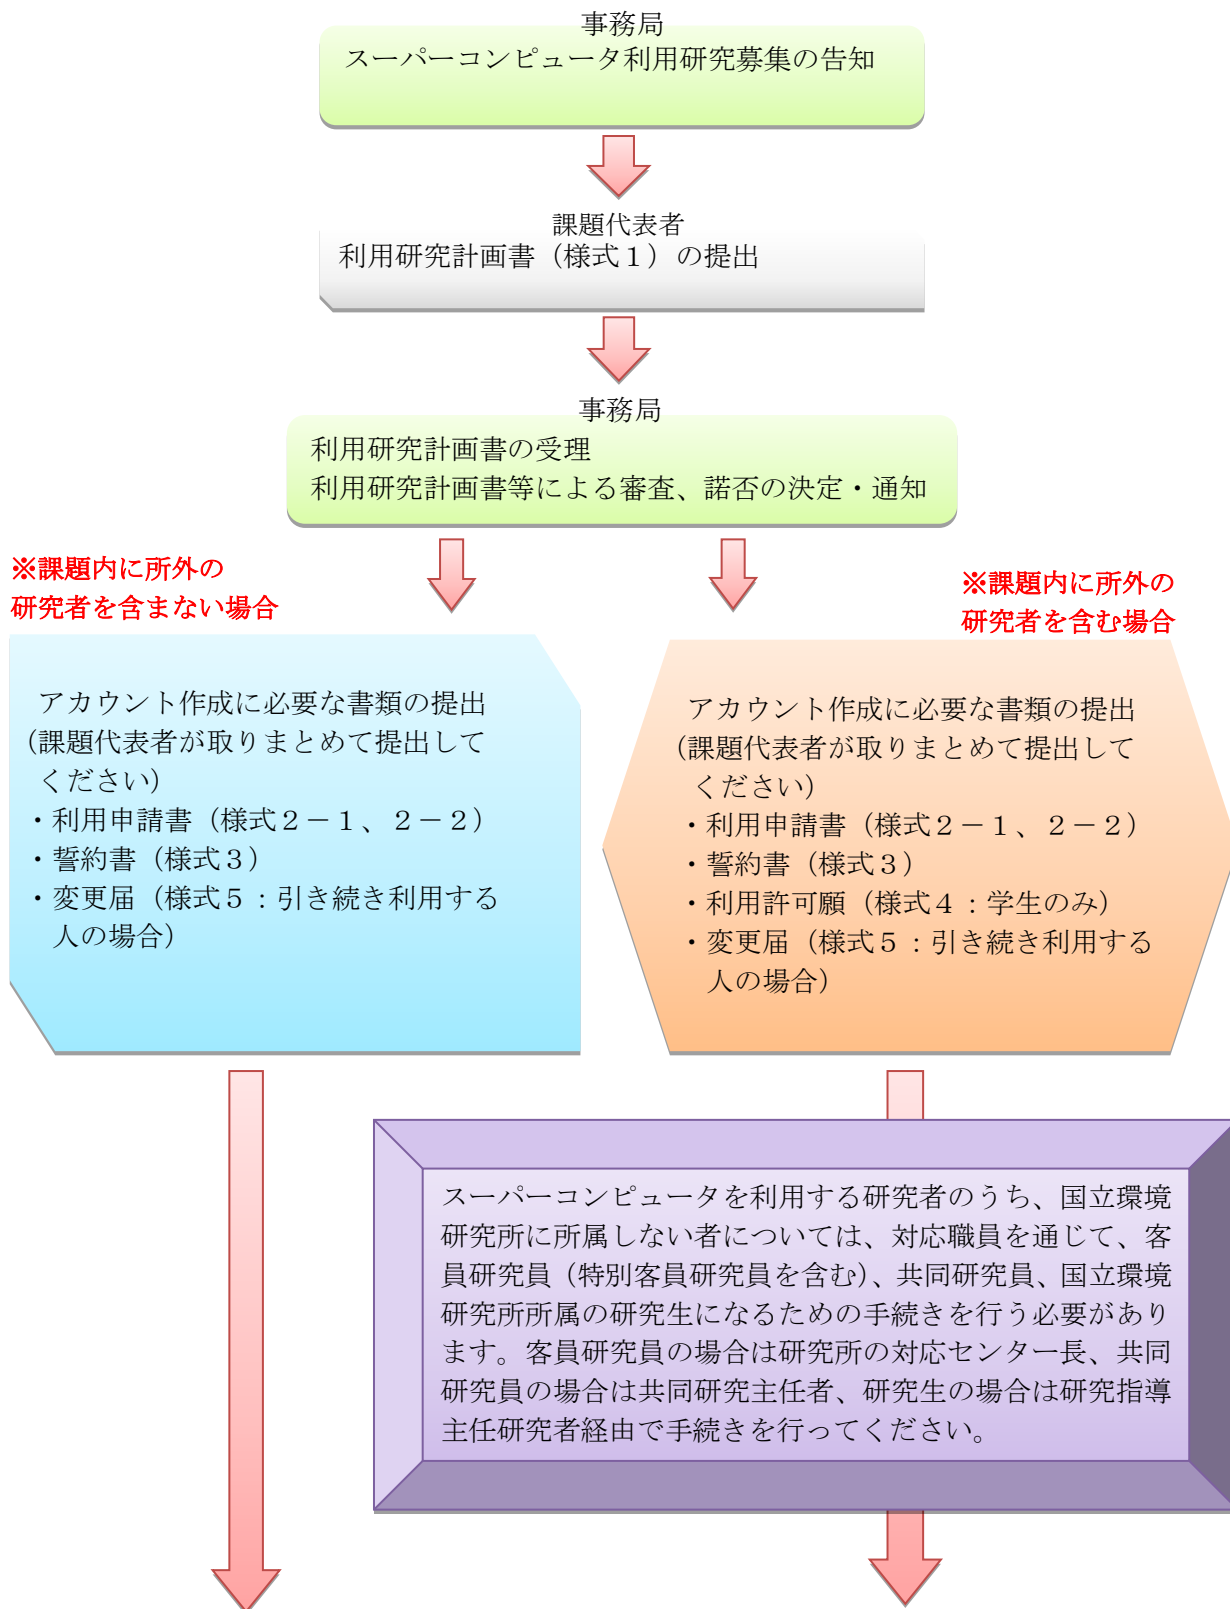 事務局
スーパーコンピュータ利用研究募集の告知
課題代表者
利用研究計画書（様式１）の提出
事務局
利用研究計画書の受理
利用研究計画書等による審査、諾否の決定・通知
※課題内に所外の
研究者を含まない場合
※課題内に所外の
研究者を含む場合
アカウント作成に必要な書類の提出
（課題代表者が取りまとめて提出して
ください）
・利用申請書（様式２－１、２－２）
・誓約書（様式３）
・変更届（様式５：引き続き利用する
人の場合）
アカウント作成に必要な書類の提出
（課題代表者が取りまとめて提出して
ください）
・利用申請書（様式２－１、２－２）
・誓約書（様式３）
・利用許可願（様式４：学生のみ）
・変更届（様式５：引き続き利用する
人の場合）
スーパーコンピュータを利用する研究者のうち、国立環境
研究所に所属しない者については、対応職員を通じて、客
員研究員（特別客員研究員を含む）、共同研究員、国立環境
研究所所属の研究生になるための手続きを行う必要があり
ます。客員研究員の場合は研究所の対応センター長、共同
研究員の場合は共同研究主任者、研究生の場合は研究指導
主任研究者経由で手続きを行ってください。